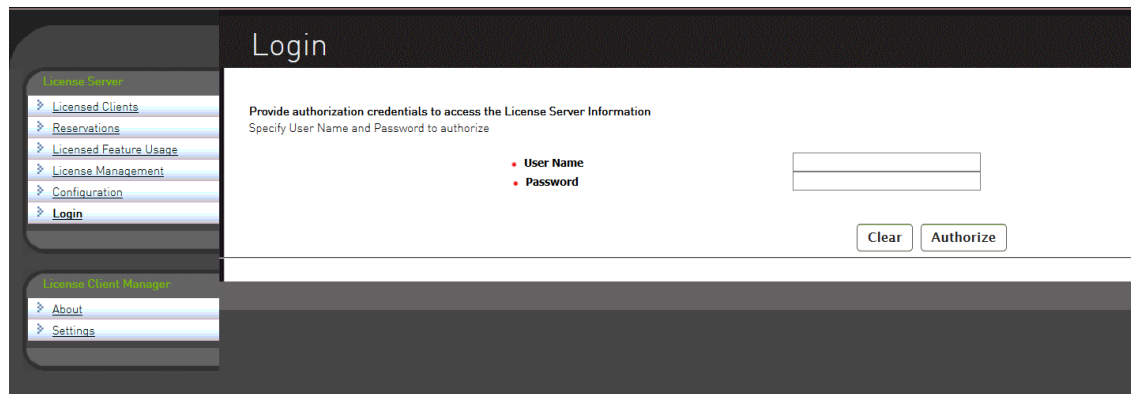 Login
License Server
Licensed Clients
Reservations
Licensed Feature Usage
License Management
Configuration
Login
Provide authorization credentials to access the License Server Information
Specify User Name and Password to authorize
User Name
Password
Clear Authorize
License Client Manager
About
Settings